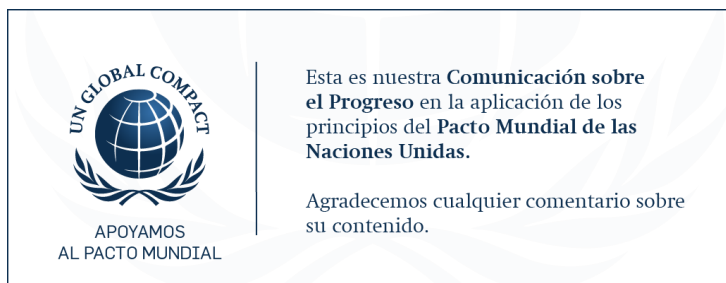 UN GLOBAL COMPACT
APOYAMOS
AL PACTO MUNDIAL
Esta es nuestra Comunicación sobre
el Progreso en la aplicación de los
principios del Pacto Mundial de las
Naciones Unidas.
Agradecemos cualquier comentario sobre
su contenido.